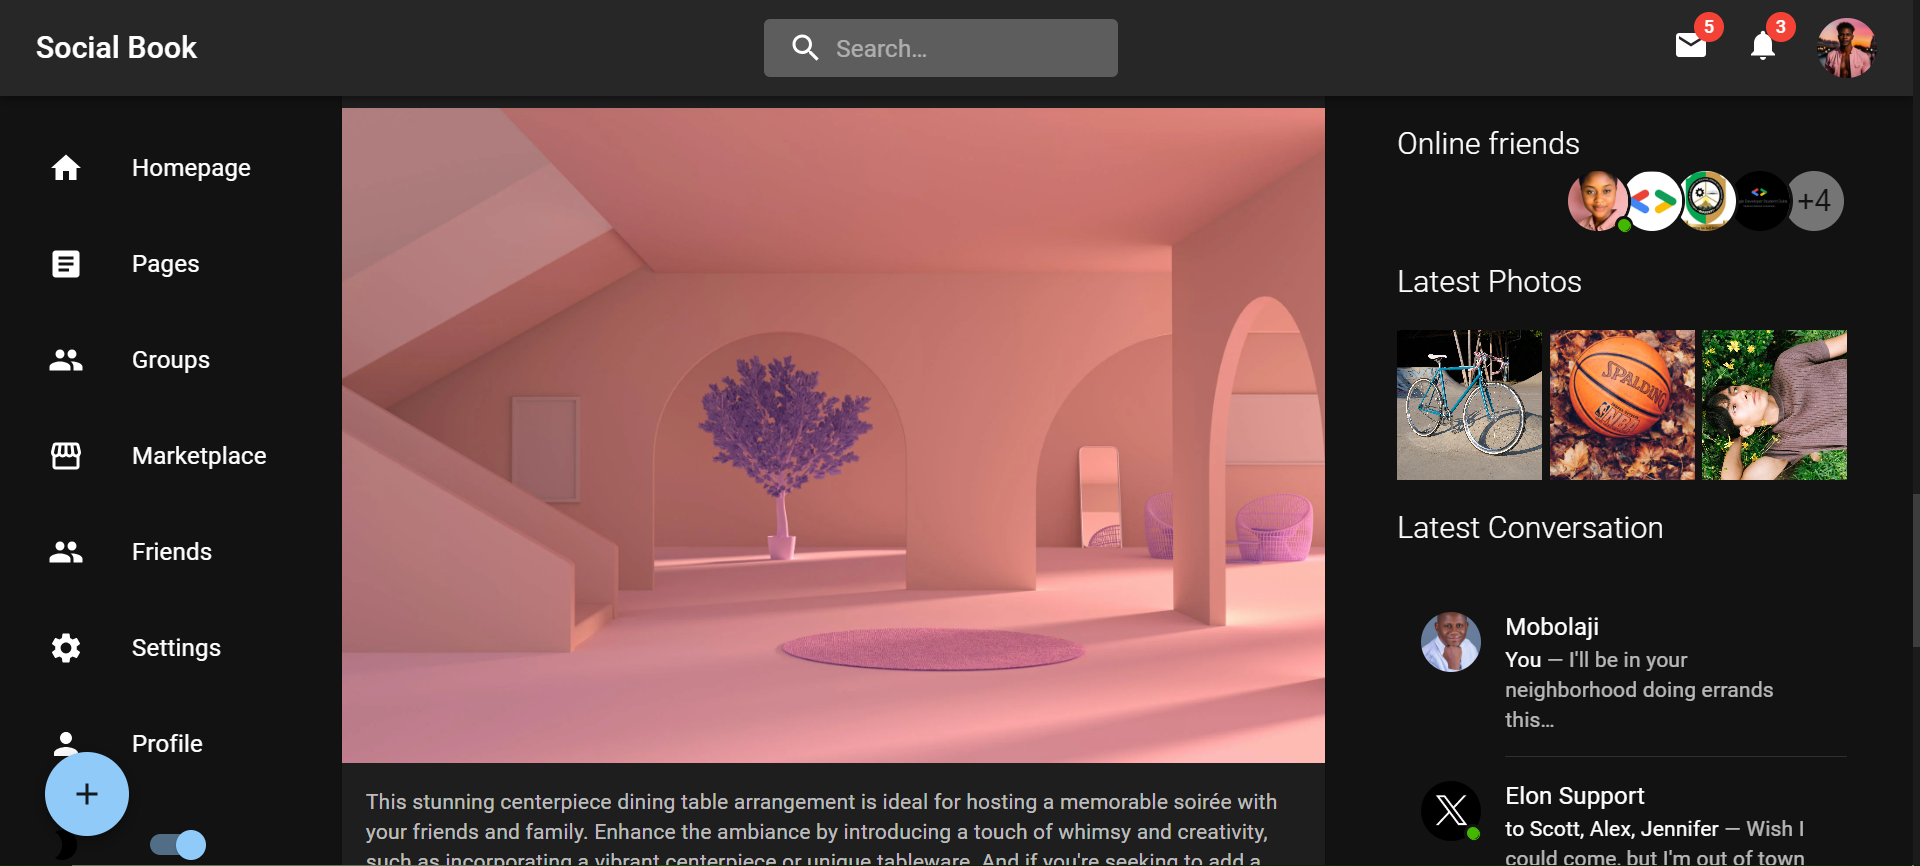 Social Book
Search...
5
3
Homepage
Pages
Groups
Marketplace
Friends
Settings
Profile
This stunning centerpiece dining table arrangement is ideal for hosting a memorable soirée with
your friends and family. Enhance the ambiance by introducing a touch of whimsy and creativity,
such as incorporating a vibrant centerpiece or unique tableware. And if you're seeking to add a
Online friends
+4
Latest Photos
SPALDING
NBA
Latest Conversation
Mobolaji
You — I'll be in your
neighborhood doing errands
this...
Elon Support
to Scott, Alex, Jennifer — Wish I
could come, but I'm out of town